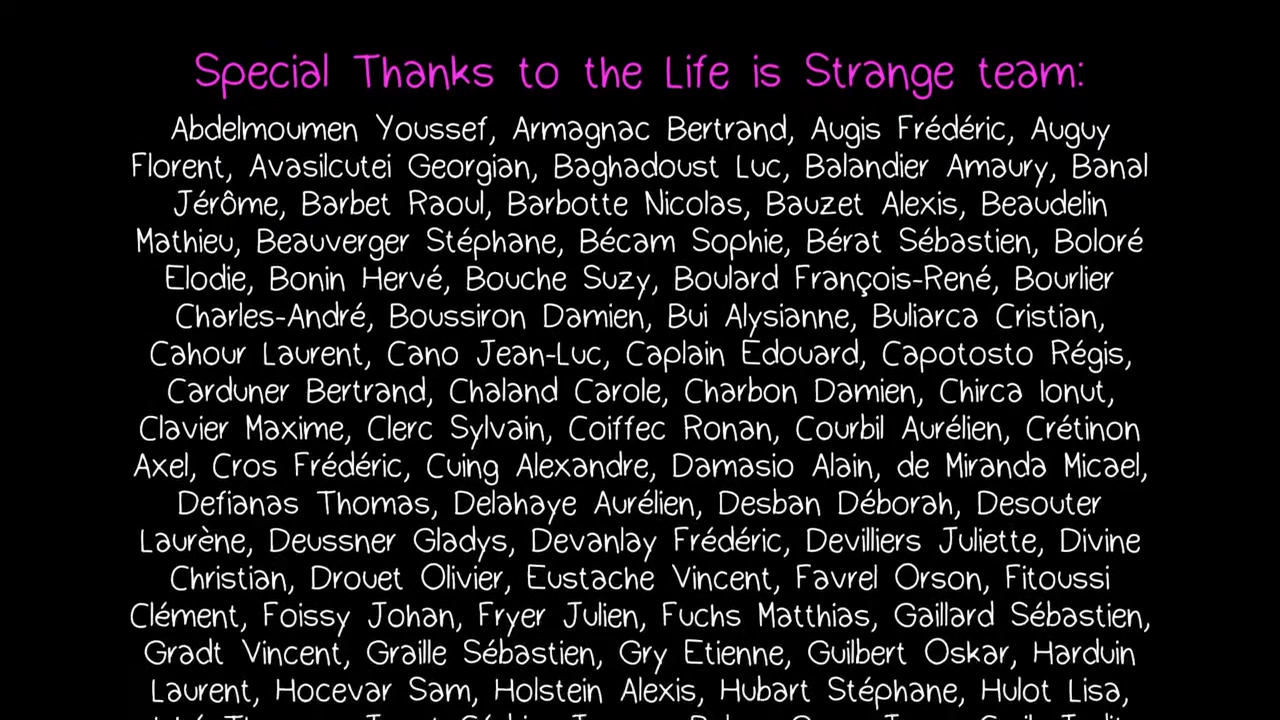 Special Thanks to the Life is Strange team:
Abdelmoumen Youssef, Armagnac Bertrand, Augis Frédéric, Auguy
Florent, Avasilcutei Georgian, Baghadoust Luc, Balandier Amaury, Banal
Jérôme, Barbet Raoul, Barbotte Nicolas, Bauzet Alexis, Beaudelin
Mathieu, Beauverger Stéphane, Bécam Sophie, Bérat Sébastien, Boloré
Elodie, Bonin Hervé, Bouche Suzy, Boulard François-René, Bourlier
Charles-André, Boussiron Damien, Bui Alysianne, Buliarca Cristian,
Cahour Laurent, Cano Jean-Luc, Caplain Édouard, Capotosto Régis,
Carduner Bertrand, Chaland Carole, Charbon Damien, Chirca Ionut,
Clavier Maxime, Clerc Sylvain, Coiffec Ronan, Courbil Aurélien, Crétinon
Axel, Cros Frédéric, Cuing Alexandre, Damasio Alain, de Miranda Micael,
Defianas Thomas, Delahaye Aurélien, Desban Déborah, Desouter
Laurène, Deussner Gladys, Devanlay Frédéric, Devilliers Juliette, Divine
Christian, Drouet Olivier, Eustache Vincent, Favrel Orson, Fitoussi
Clément, Foissy Johan, Fryer Julien, Fuchs Matthias, Gaillard Sébastien,
Gradt Vincent, Graille Sébastien, Gry Etienne, Guilbert Oskar, Harduin
Laurent, Hocevar Sam, Holstein Alexis, Hubart Stéphane, Hulot Lisa,